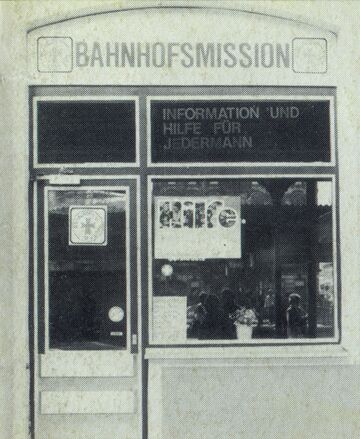 BAHNHOFSMISSION
INFORMATION UND
HILFE FÜR
JEDERMANN
Hilfe.